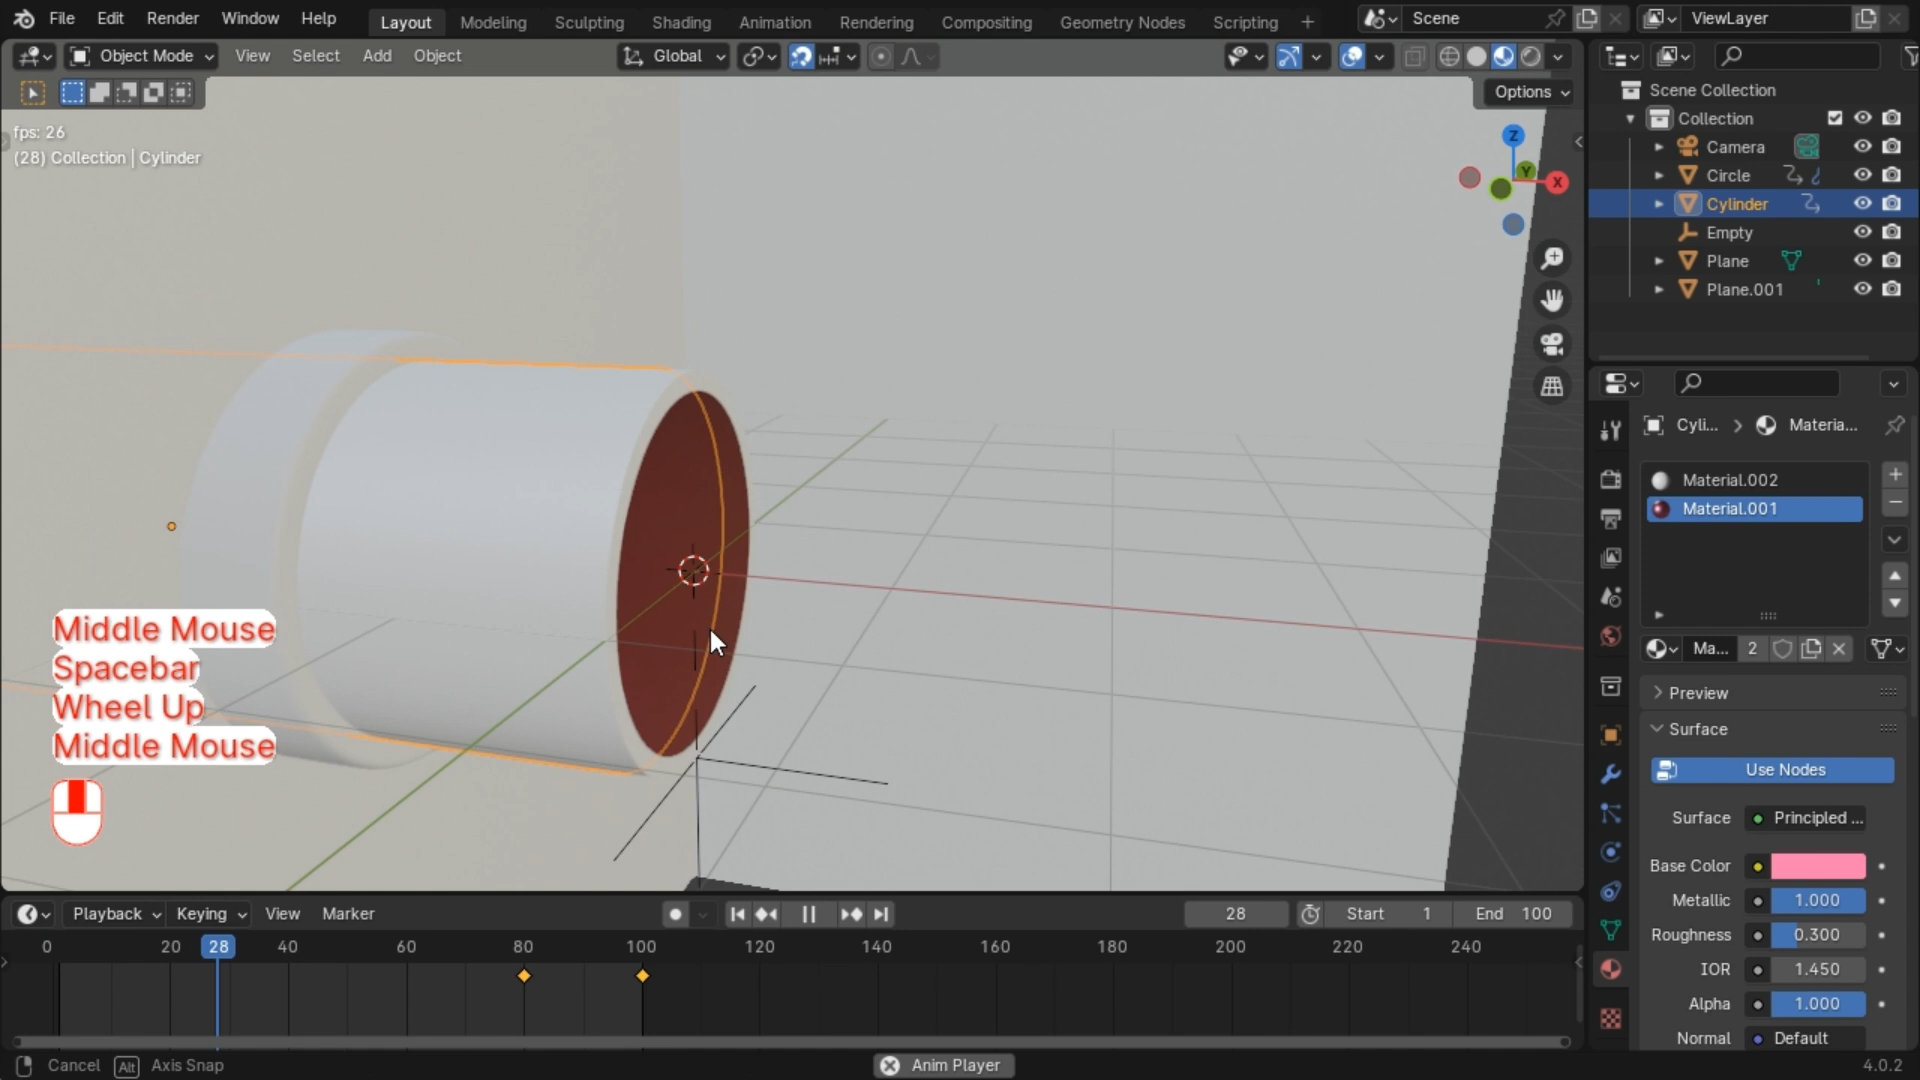 File Edit Render Window Help Layout Modeling Sculpting Shading Animation Rendering Compositing Geometry Nodes Scripting + Scene ViewLayer
Object Mode View Select Add Object Global
Options
fps: 26
(28) Collection | Cylinder
Z
Y
X
Scene Collection
Collection
Camera
Circle
Cylinder
Empty
Plane
Plane.001
Cyli... > Materia...
Material.002
Material.001
Ma... 2
Preview
Surface
Use Nodes
Surface Principled ...
Base Color
Metallic 1.000
Roughness 0.300
IOR 1.450
Alpha 1.000
Normal Default
Middle Mouse
Spacebar
Wheel Up
Middle Mouse
Playback Keying View Marker 28 Start 1 End 100
0 20 28 40 60 80 100 120 140 160 180 200 220 240
Cancel Alt Axis Snap Anim Player 4.0.2